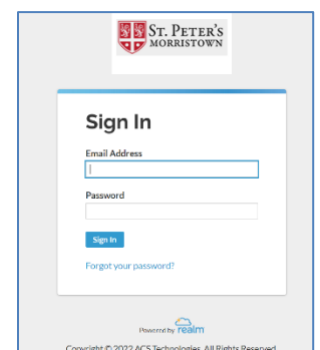 ST. PETER'S
MORRISTOWN
Sign In
Email Address
Password
Sign In
Forgot your password?
Powered by realm
Copyright © 2022 ACS Technologies. All Rights Reserved.